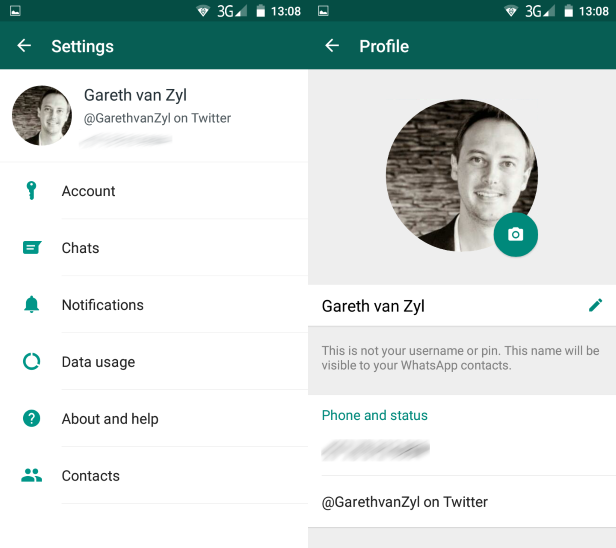 3G 13:08
Settings
Gareth van Zyl
@GarethvanZyl on Twitter
Account
Chats
Notifications
Data usage
About and help
Contacts
3G 13:08
Profile
Gareth van Zyl
This is not your username or pin. This name will be
visible to your WhatsApp contacts.
Phone and status
@GarethvanZyl on Twitter